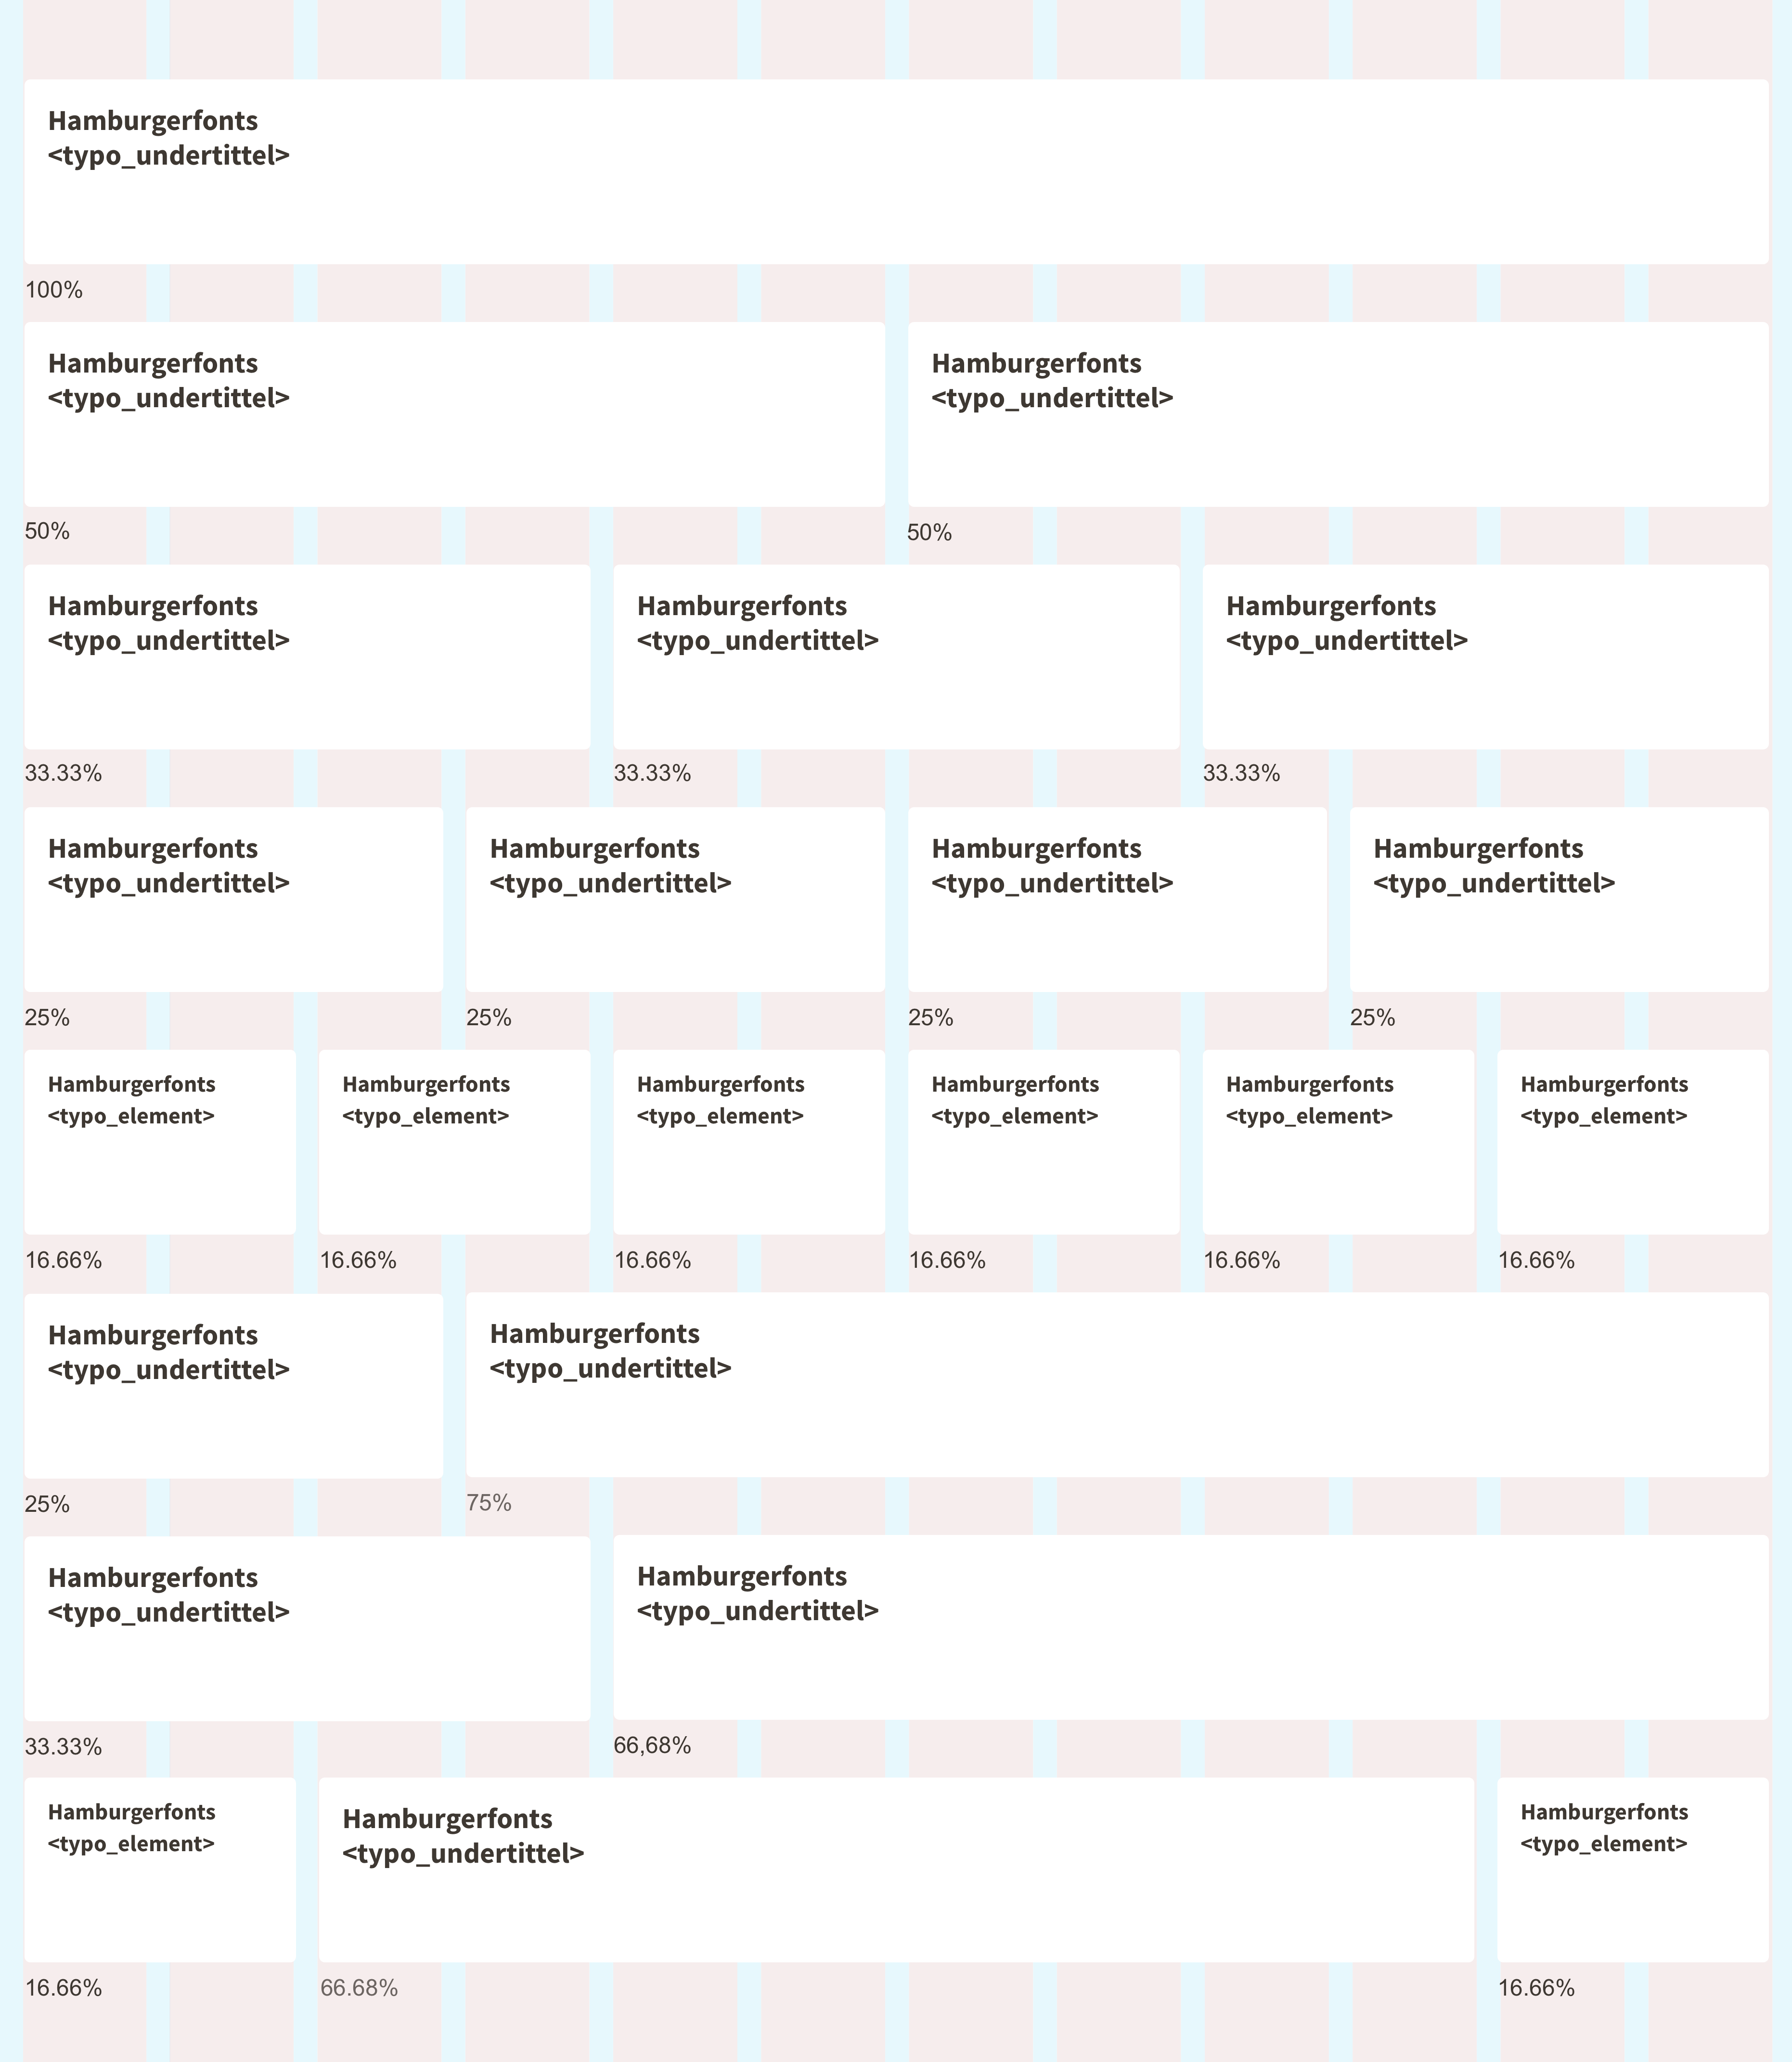 Hamburgerfonts
<typo_undertittel>
100%
Hamburgerfonts
<typo_undertittel>
Hamburgerfonts
<typo_undertittel>
50%
50%
Hamburgerfonts
<typo_undertittel>
Hamburgerfonts
<typo_undertittel>
Hamburgerfonts
<typo_undertittel>
33.33%
33.33%
33.33%
Hamburgerfonts
<typo_undertittel>
Hamburgerfonts
<typo_undertittel>
Hamburgerfonts
<typo_undertittel>
Hamburgerfonts
<typo_undertittel>
25%
25%
25%
25%
Hamburgerfonts
<typo_element>
Hamburgerfonts
<typo_element>
Hamburgerfonts
<typo_element>
Hamburgerfonts
<typo_element>
Hamburgerfonts
<typo_element>
Hamburgerfonts
<typo_element>
16.66%
16.66%
16.66%
16.66%
16.66%
16.66%
Hamburgerfonts
<typo_undertittel>
Hamburgerfonts
<typo_undertittel>
25%
75%
Hamburgerfonts
<typo_undertittel>
Hamburgerfonts
<typo_undertittel>
33.33%
66,68%
Hamburgerfonts
<typo_element>
Hamburgerfonts
<typo_undertittel>
Hamburgerfonts
<typo_element>
16.66%
66.68%
16.66%